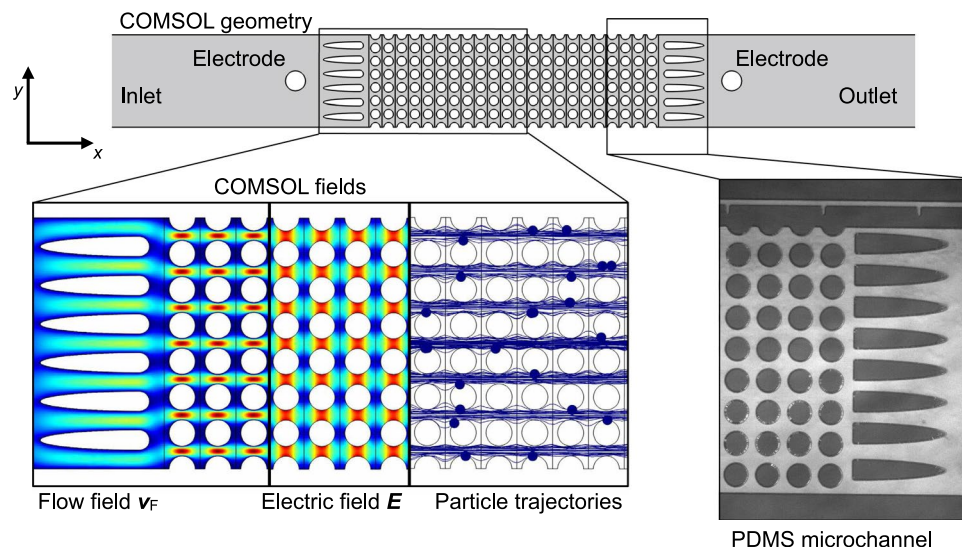 COMSOL geometry
Electrode
Electrode
Inlet
Outlet
y
x
COMSOL fields
Flow field vF
Electric field E
Particle trajectories
PDMS microchannel